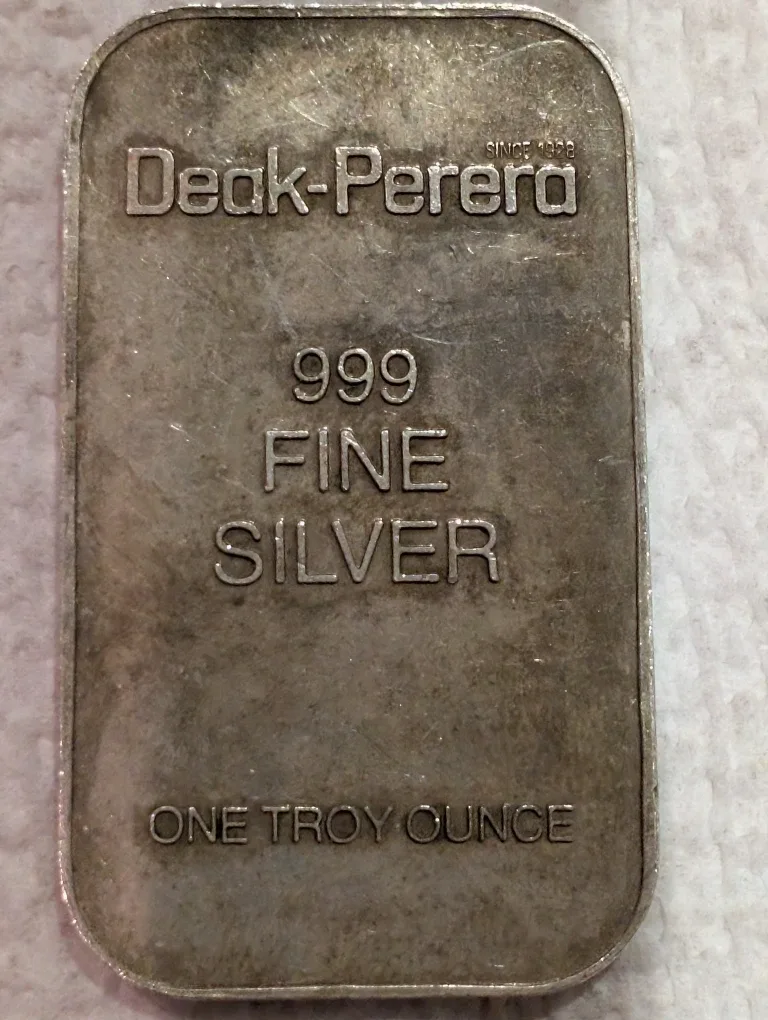 SINCE 1928
Deak-Perera
999
FINE
SILVER
ONE TROY OUNCE